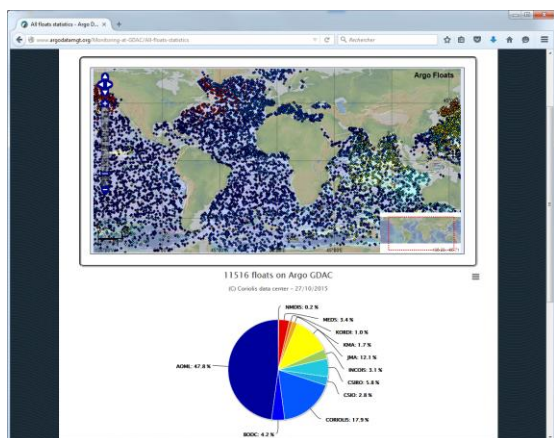 All floats statistics - Argo D...
www.argodatamgt.org/Monitoring-at-GDAC/All-floats-statistics
Rechercher
Argo Floats
11516 floats on Argo GDAC
(C) Coriolis data center - 27/10/2015
NMDIS: 0.2 %
MEDS: 3.4 %
KORDI: 1.0 %
KMA: 1.7 %
JMA: 12.1 %
INCOIS: 3.1 %
CSIRO: 5.8 %
CSIO: 2.8 %
AOML: 47.8 %
CORIOLIS: 17.9 %
BODC: 4.2 %